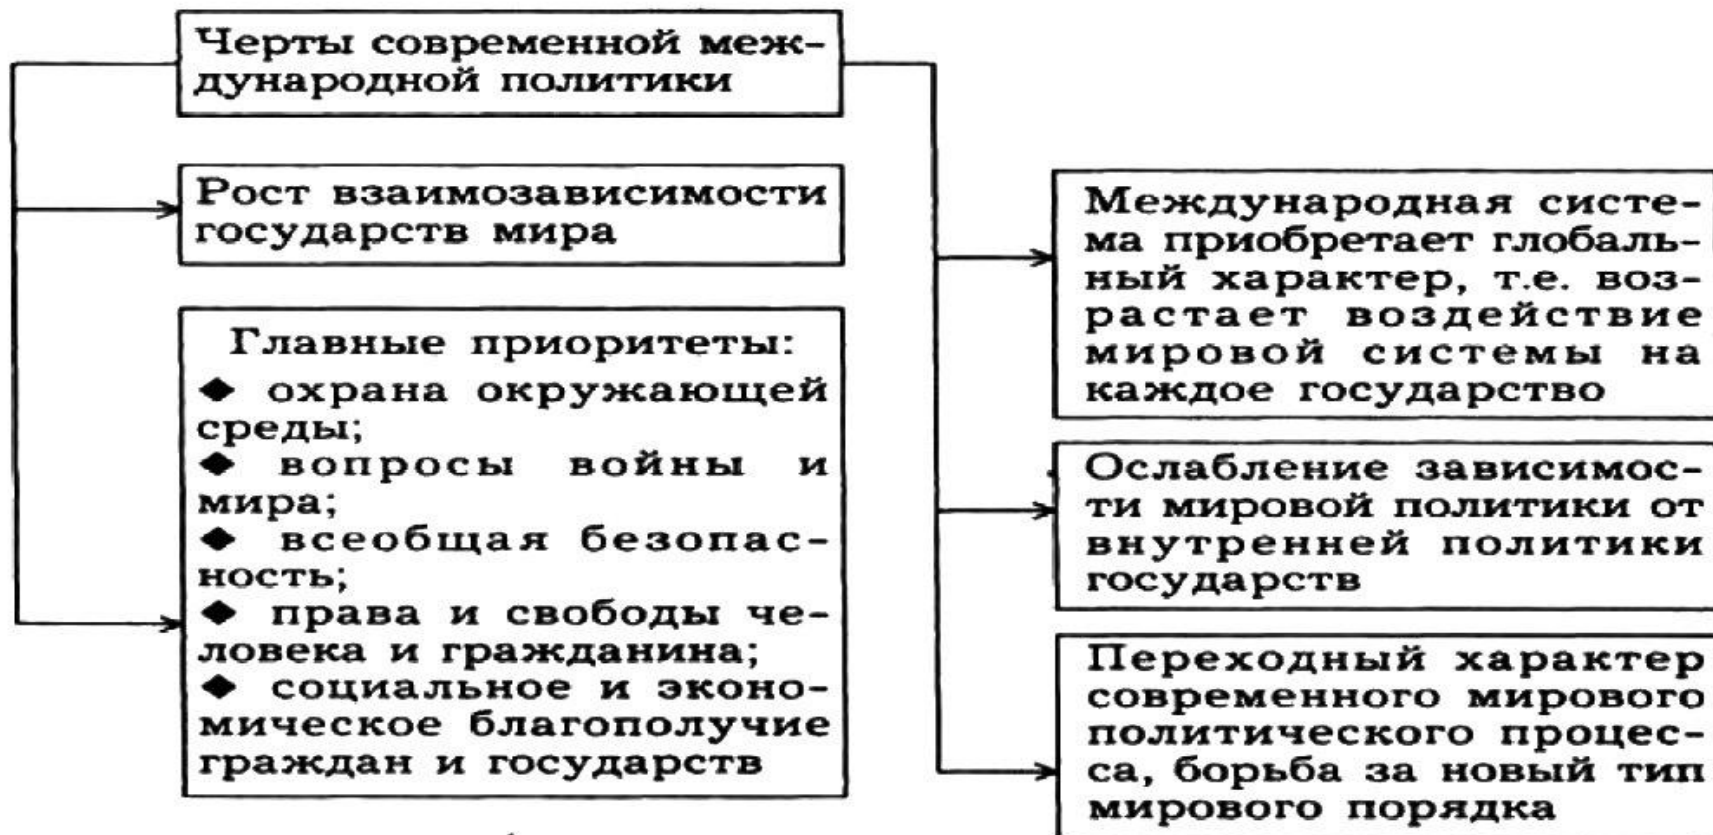 Черты современной меж-
дународной политики
Рост взаимозависимости
государств мира
Главные приоритеты:
◆ охрана окружающей
среды;
◆ вопросы войны и
мира;
◆ всеобщая безопас-
ность;
◆ права и свободы че-
ловека и гражданина;
◆ социальное и эконо-
мическое благополучие
граждан и государств
Международная систе-
ма приобретает глобаль-
ный характер, т.е. воз-
растает воздействие
мировой системы на
каждое государство
Ослабление зависимос-
ти мировой политики от
внутренней политики
государств
Переходный характер
современного мирового
политического процес-
са, борьба за новый тип
мирового порядка